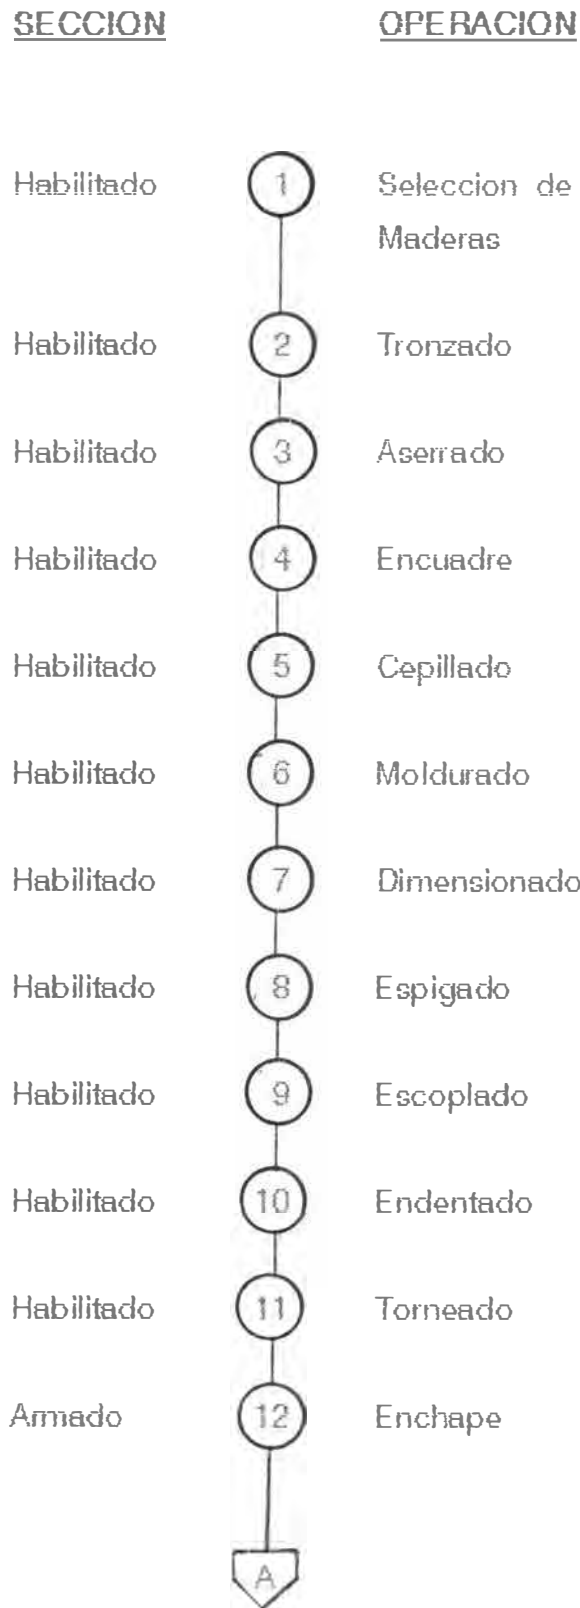 SECCION OPERACION
Habilitado 1 Seleccion de
Maderas
Habilitado 2 Tronzado
Habilitado 3 Aserrado
Habilitado 4 Encuadre
Habilitado 5 Cepillado
Habilitado 6 Moldurado
Habilitado 7 Dimensionado
Habilitado 8 Espigado
Habilitado 9 Escoplado
Habilitado 10 Endentado
Habilitado 11 Torneado
Armado 12 Enchape
A